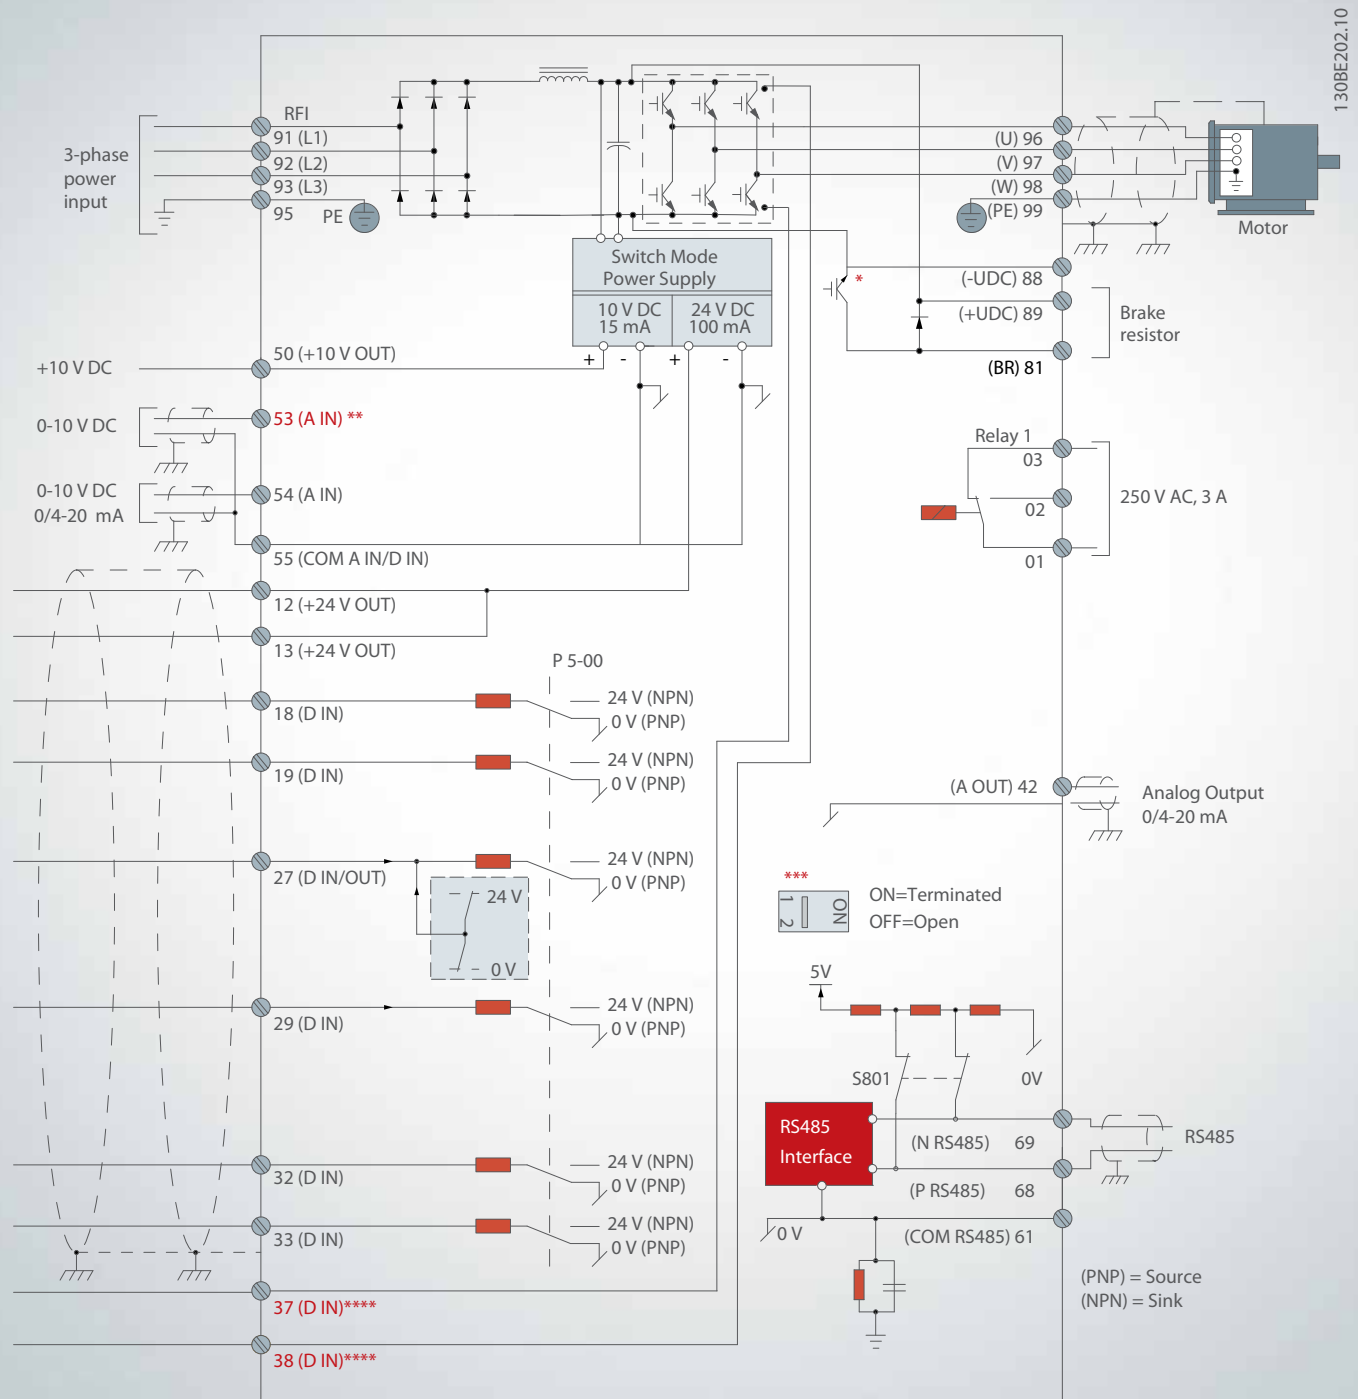 130BE202.10
3-phase
power
input
RFI
91 (L1)
92 (L2)
93 (L3)
95
PE
(U) 96
(V) 97
(W) 98
(PE) 99
Motor
Switch Mode
Power Supply
10 V DC
15 mA
24 V DC
100 mA
+
-
+
-
*
(-UDC) 88
(+UDC) 89
(BR) 81
Brake
resistor
+10 V DC
50 (+10 V OUT)
0-10 V DC
53 (A IN) **
0-10 V DC
0/4-20 mA
54 (A IN)
55 (COM A IN/D IN)
12 (+24 V OUT)
13 (+24 V OUT)
Relay 1
03
02
01
250 V AC, 3 A
P 5-00
18 (D IN)
24 V (NPN)
0 V (PNP)
19 (D IN)
24 V (NPN)
0 V (PNP)
27 (D IN/OUT)
24 V (NPN)
0 V (PNP)
24 V
0 V
29 (D IN)
24 V (NPN)
0 V (PNP)
32 (D IN)
24 V (NPN)
0 V (PNP)
33 (D IN)
24 V (NPN)
0 V (PNP)
37 (D IN)****
38 (D IN)****
(A OUT) 42
Analog Output
0/4-20 mA
***
1 2
ON
ON=Terminated
OFF=Open
5V
S801
0V
RS485
Interface
(N RS485) 69
(P RS485) 68
RS485
0 V
(COM RS485) 61
(PNP) = Source
(NPN) = Sink